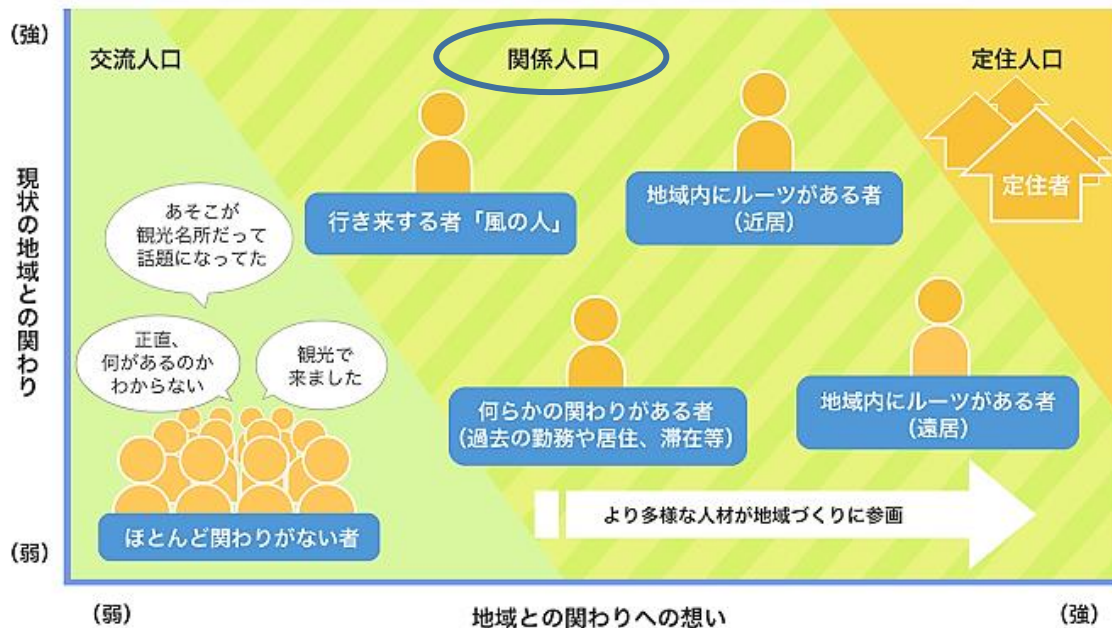 (強)
交流人口
関係人口
定住人口
現状の地域との関わり
定住者
行き来する者「風の人」
地域内にルーツがある者
(近居)
あそこが
観光名所だって
話題になってた
正直、
何があるのか
わからない
観光で
来ました
何らかの関わりがある者
(過去の勤務や居住、滞在等)
地域内にルーツがある者
(遠居)
ほとんど関わりがない者
より多様な人材が地域づくりに参画
(弱)
(弱)
地域との関わりへの想い
(強)